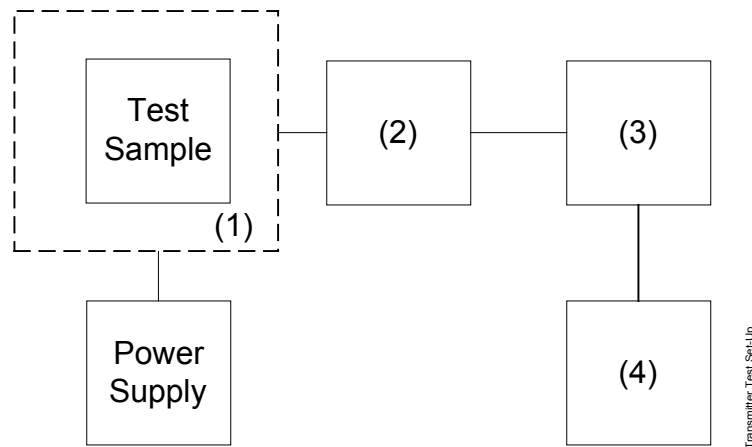 Test
Sample
(1)
(2)
(3)
Power
Supply
(4)
Transmitter Test Set-Up